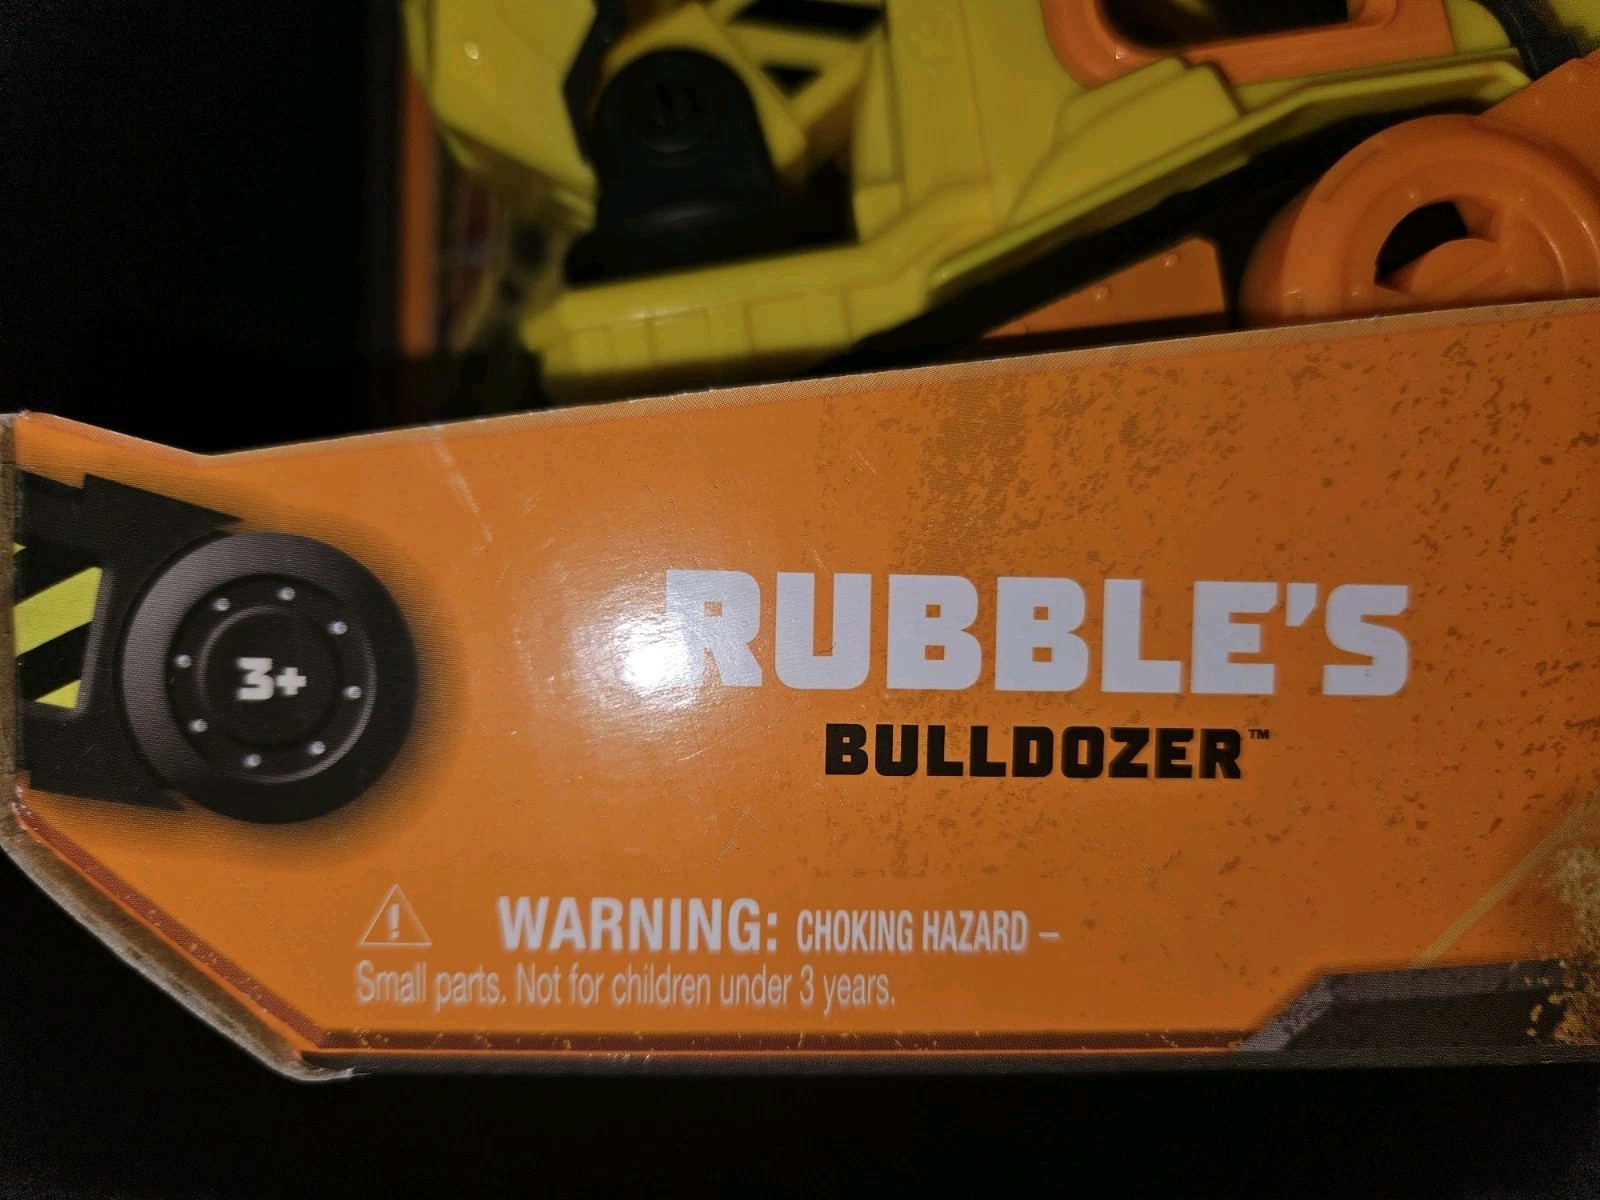 RUBBLE'S
BULLDOZER™
3+
WARNING: CHOKING HAZARD –
Small parts. Not for children under 3 years.